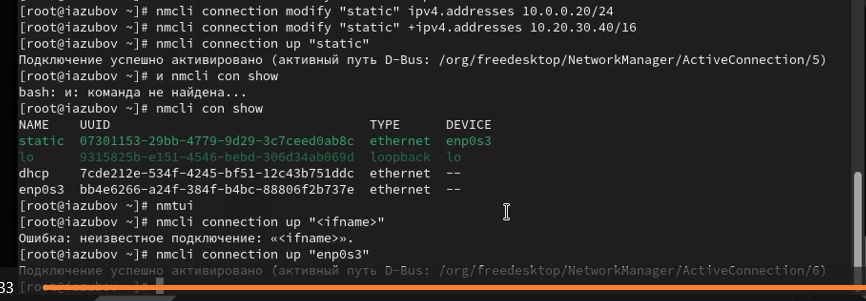 [root@iazubov ~]# nmcli connection modify "static" ipv4.addresses 10.0.0.20/24
[root@iazubov ~]# nmcli connection modify "static" +ipv4.addresses 10.20.30.40/16
[root@iazubov ~]# nmcli connection up "static"
Подключение успешно активировано (активный путь D-Bus: /org/freedesktop/NetworkManager/ActiveConnection/5)
[root@iazubov ~]# и nmcli con show
bash: и: команда не найдена...
[root@iazubov ~]# nmcli con show
NAME    UUID                                  TYPE      DEVICE
static  07301153-29bb-4779-9d29-3c7ceed0ab8c  ethernet  enp0s3
lo      9315825b-e151-4546-bebd-306d34ab069d  loopback  lo
dhcp    7cde212e-534f-4245-bf51-12c43b751ddc  ethernet  --
enp0s3  bb4e6266-a24f-384f-b4bc-88806f2b737e  ethernet  --
[root@iazubov ~]# nmtui
[root@iazubov ~]# nmcli connection up "<ifname>"
Ошибка: неизвестное подключение: «<ifname>».
[root@iazubov ~]# nmcli connection up "enp0s3"
Подключение успешно активировано (активный путь D-Bus: /org/freedesktop/NetworkManager/ActiveConnection/6)
[root@iazubov ~]#
33